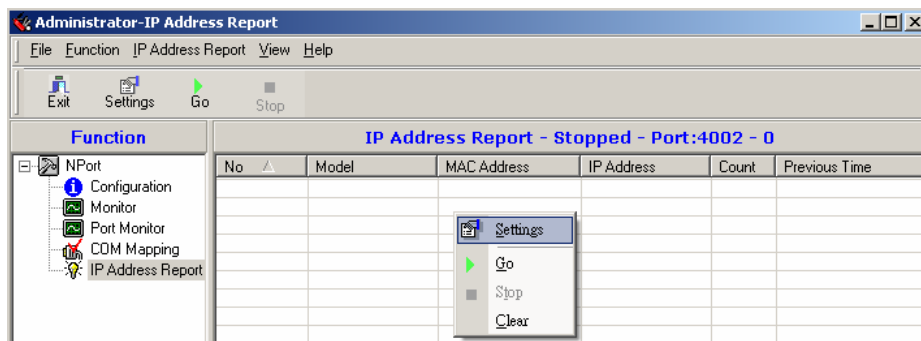 Administrator-IP Address Report
File Function IP Address Report View Help
Exit Settings Go Stop
Function
IP Address Report - Stopped - Port:4002 - 0
NPort
Configuration
Monitor
Port Monitor
COM Mapping
IP Address Report
No Model MAC Address IP Address Count Previous Time
Settings
Go
Stop
Clear